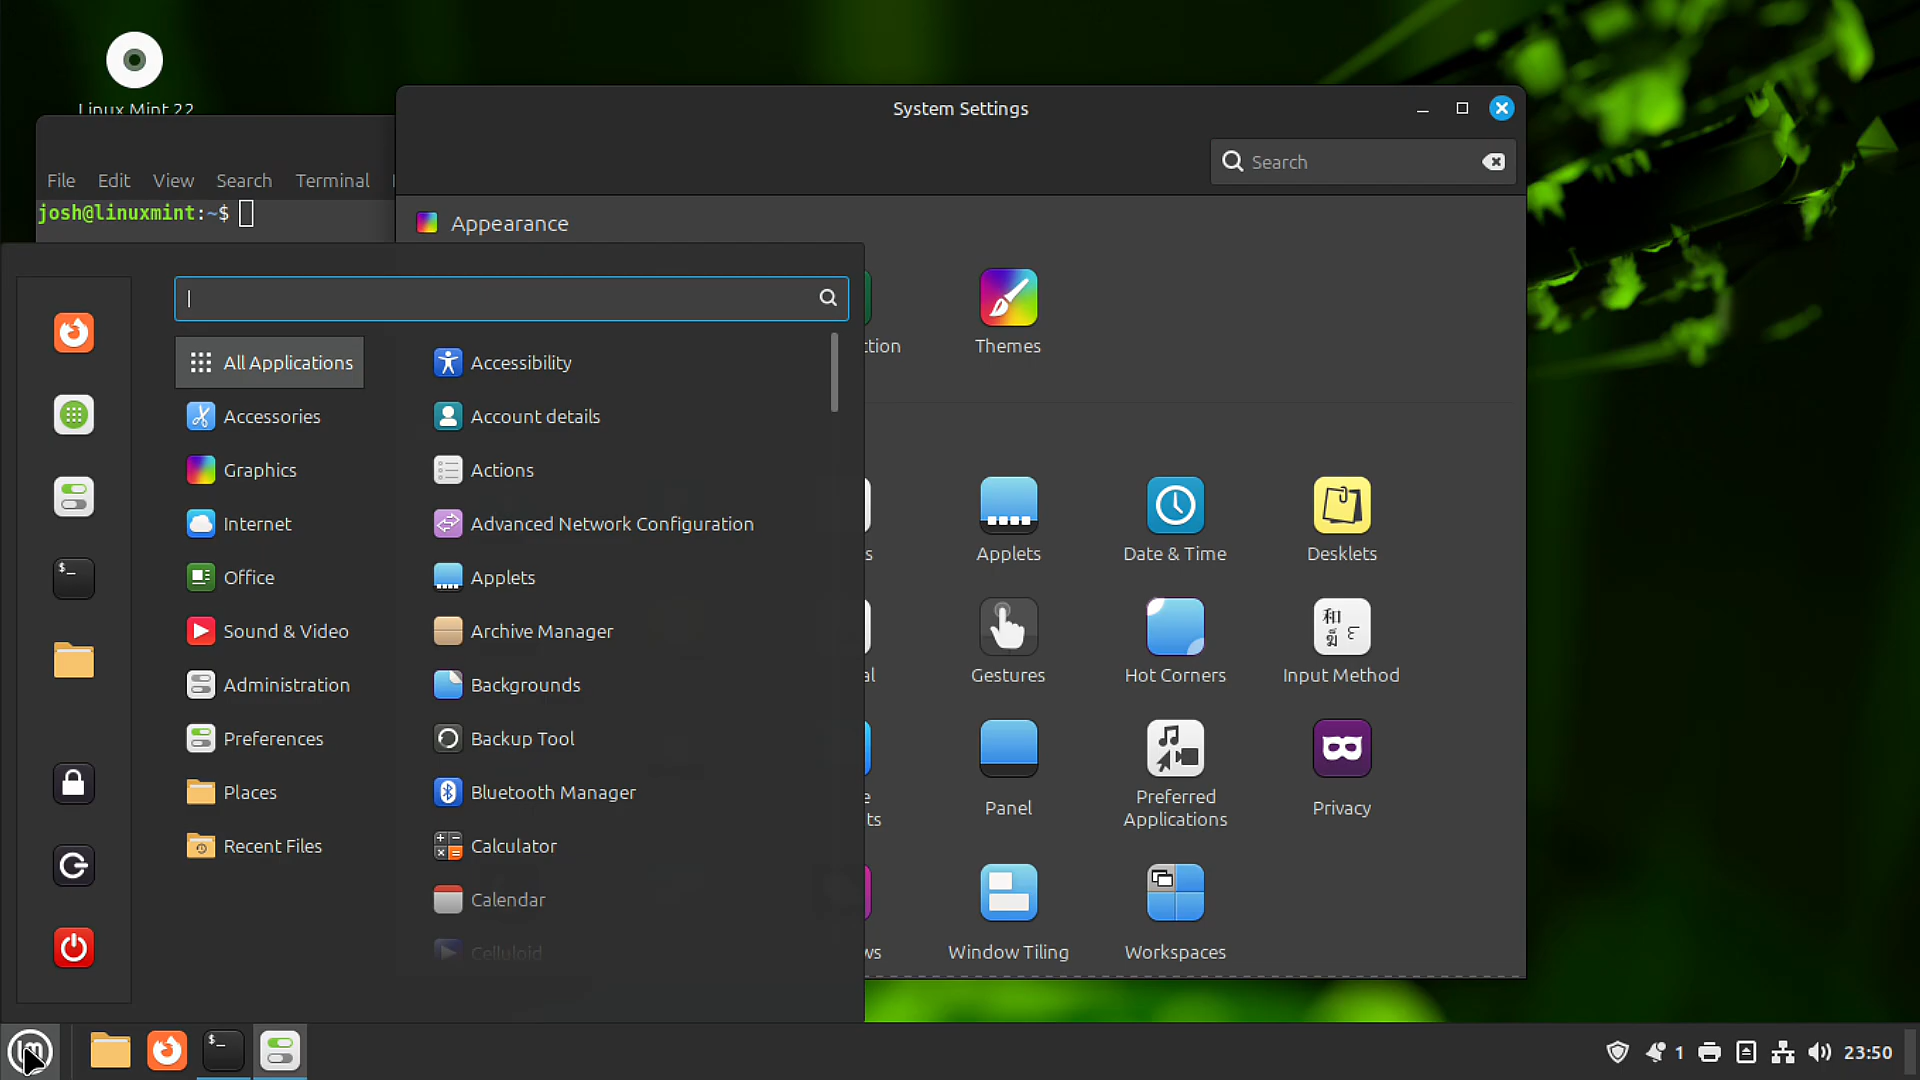 Linux Mint 22
System Settings
Search
File Edit View Search Terminal
josh@linuxmint:~$
Appearance
Themes
All Applications
Accessories
Graphics
Internet
Office
Sound & Video
Administration
Preferences
Places
Recent Files
Accessibility
Account details
Actions
Advanced Network Configuration
Applets
Archive Manager
Backgrounds
Backup Tool
Bluetooth Manager
Calculator
Calendar
Celluloid
Applets
Date & Time
Desklets
Gestures
Hot Corners
Input Method
Panel
Preferred
Applications
Privacy
Window Tiling
Workspaces
1
23:50